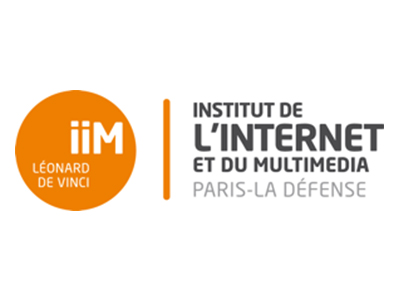 iiM
LÉONARD
DE VINCI
INSTITUT DE
L'INTERNET
ET DU MULTIMEDIA
PARIS-LA DÉFENSE